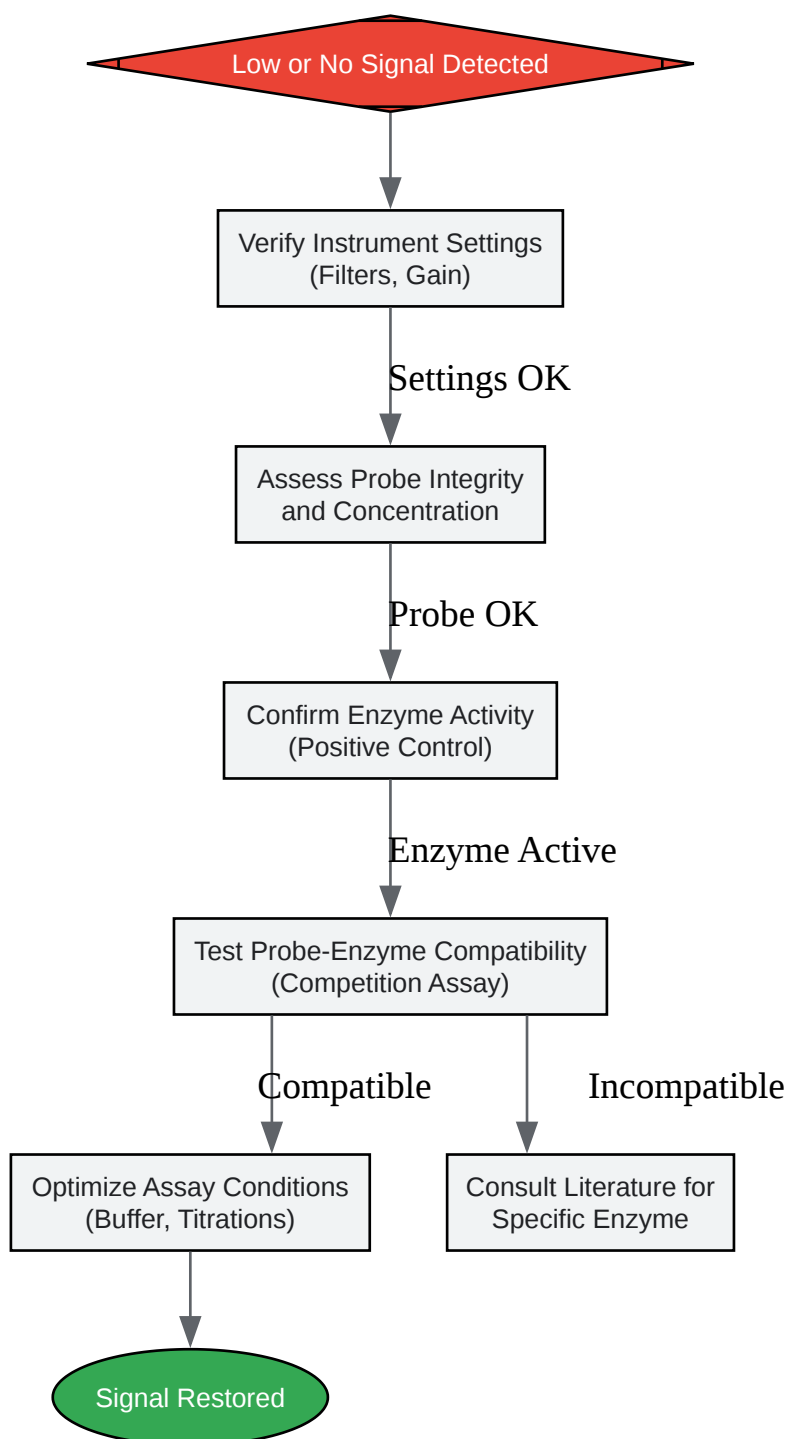 Low or No Signal Detected
Verify Instrument Settings
(Filters, Gain)
Settings OK
Assess Probe Integrity
and Concentration
Probe OK
Confirm Enzyme Activity
(Positive Control)
Enzyme Active
Test Probe-Enzyme Compatibility
(Competition Assay)
Compatible
Incompatible
Optimize Assay Conditions
(Buffer, Titrations)
Consult Literature for
Specific Enzyme
Signal Restored